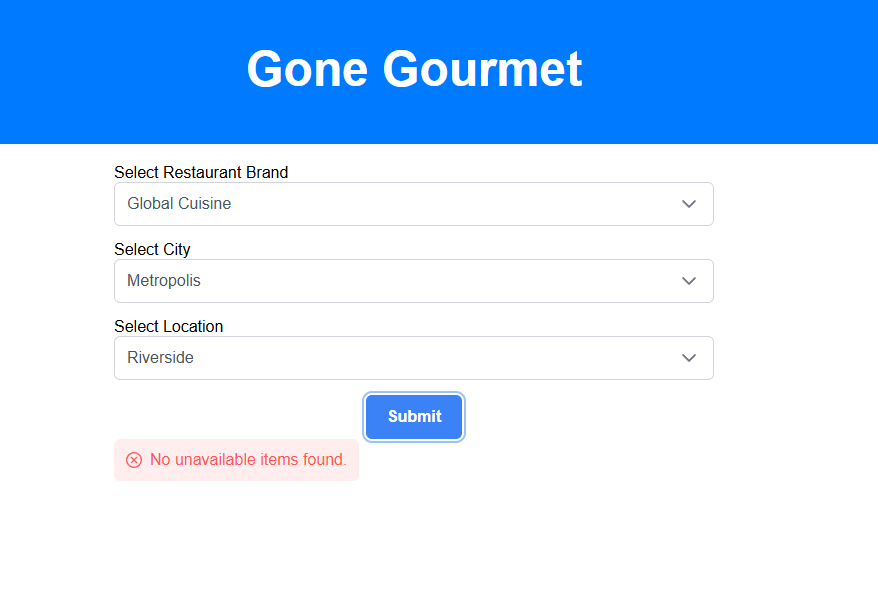 Gone Gourmet
Select Restaurant Brand
Global Cuisine
Select City
Metropolis
Select Location
Riverside
Submit
No unavailable items found.